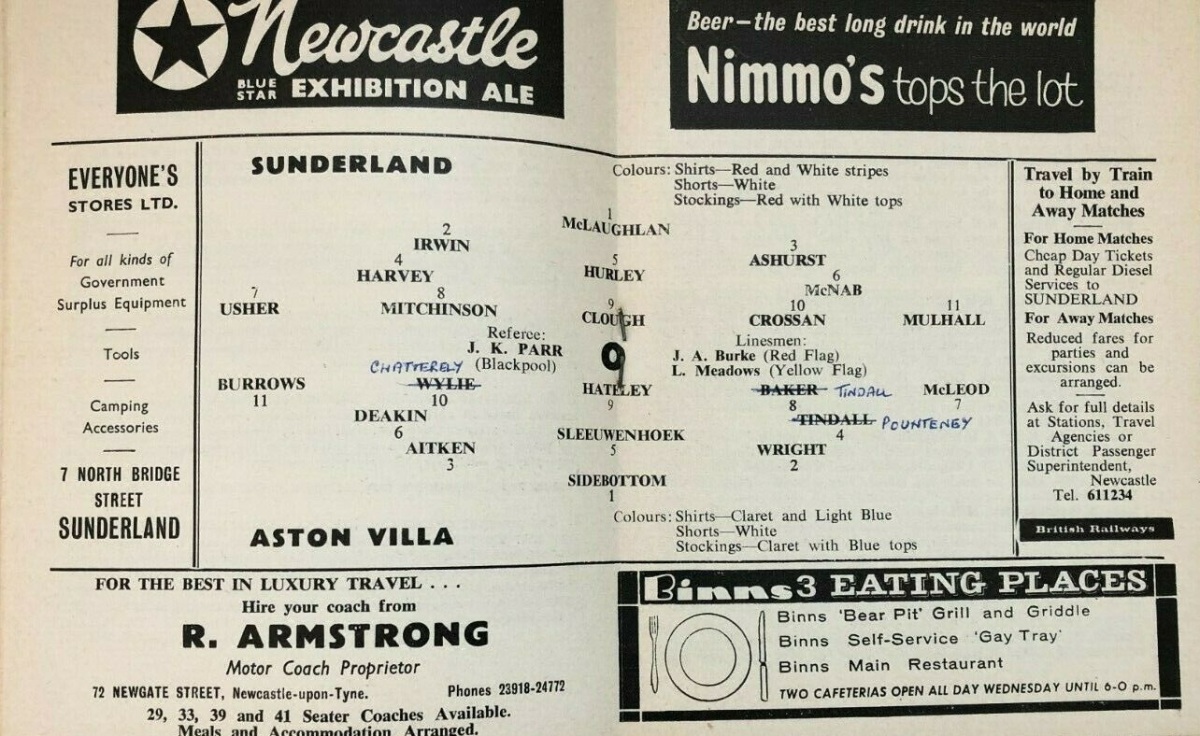 Newcastle
BLUE STAR EXHIBITION ALE
Beer—the best long drink in the world
Nimmo's tops the lot
EVERYONE'S
STORES LTD.
For all kinds of
Government
Surplus Equipment
Tools
Camping
Accessories
7 NORTH BRIDGE
STREET
SUNDERLAND
SUNDERLAND
Colours: Shirts—Red and White stripes
Shorts—White
Stockings—Red with White tops
1
McLAUGHLAN
2
IRWIN
3
ASHURST
4
HARVEY
5
HURLEY
6
McNAB
7
USHER
8
MITCHINSON
9
CLOUGH
10
CROSSAN
11
MULHALL
Referee:
J. K. PARR
(Blackpool)
9
Linesmen:
J. A. Burke (Red Flag)
L. Meadows (Yellow Flag)
CHATTERELY
BURROWS
11
WYLIE
10
HATELEY
9
BAKER TINDALL
8
McLEOD
7
DEAKIN
6
SLEEUWENHOEK
5
TINDALL POUNTENEY
4
AITKEN
3
WRIGHT
2
SIDEBOTTOM
1
ASTON VILLA
Colours: Shirts—Claret and Light Blue
Shorts—White
Stockings—Claret with Blue tops
Travel by Train
to Home and
Away Matches
For Home Matches
Cheap Day Tickets
and Regular Diesel
Services to
SUNDERLAND
For Away Matches
Reduced fares for
parties and
excursions can be
arranged.
Ask for full details
at Stations, Travel
Agencies or
District Passenger
Superintendent,
Newcastle
Tel. 611234
British Railways
FOR THE BEST IN LUXURY TRAVEL . . .
Hire your coach from
R. ARMSTRONG
Motor Coach Proprietor
72 NEWGATE STREET, Newcastle-upon-Tyne. Phones 23918-24772
29, 33, 39 and 41 Seater Coaches Available.
Meals and Accommodation Arranged.
Binns 3 EATING PLACES
Binns 'Bear Pit' Grill and Griddle
Binns Self-Service 'Gay Tray'
Binns Main Restaurant
TWO CAFETERIAS OPEN ALL DAY WEDNESDAY UNTIL 6-0 p.m.